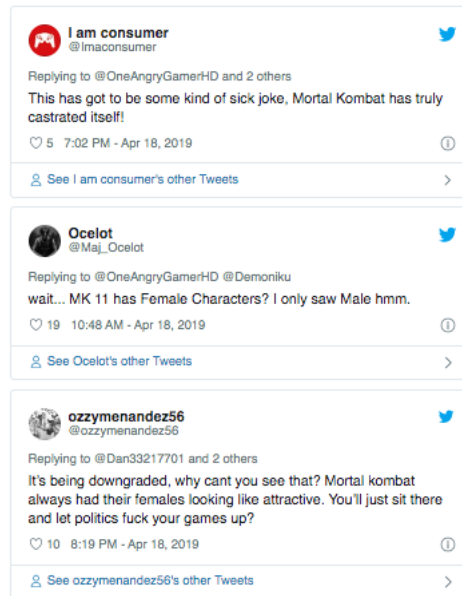 I am consumer
@Imaconsumer
Replying to @OneAngryGamerHD and 2 others
This has got to be some kind of sick joke, Mortal Kombat has truly
castrated itself!
5 7:02 PM - Apr 18, 2019
See I am consumer's other Tweets
Ocelot
@Maj_Ocelot
Replying to @OneAngryGamerHD @Demoniku
wait... MK 11 has Female Characters? I only saw Male hmm.
19 10:48 AM - Apr 18, 2019
See Ocelot's other Tweets
ozzymenandez56
@ozzymenandez56
Replying to @Dan33217701 and 2 others
It's being downgraded, why cant you see that? Mortal kombat
always had their females looking like attractive. You'll just sit there
and let politics fuck your games up?
10 8:19 PM - Apr 18, 2019
See ozzymenandez56's other Tweets